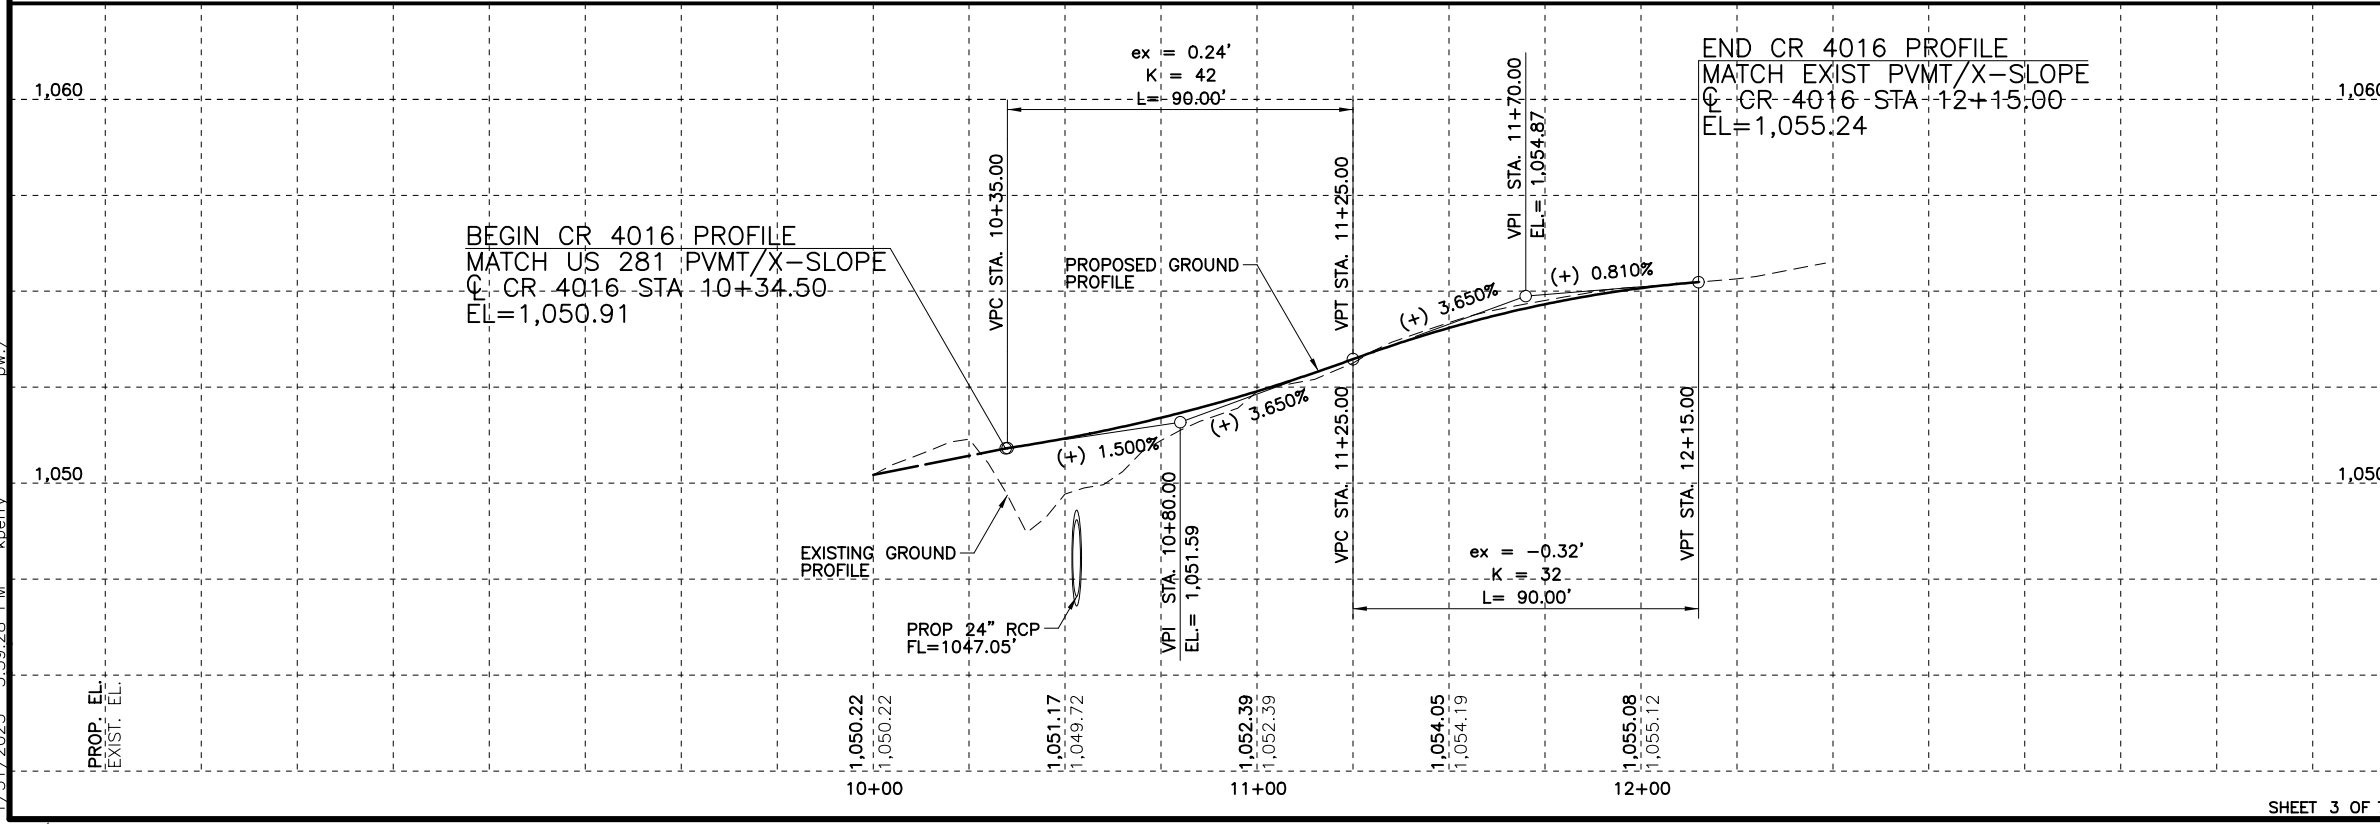 ex = 0.24'
K = 42
L= 90.00'
1,060
1,060
END CR 4016 PROFILE
MATCH EXIST PVMT/X-SLOPE
℄ CR 4016 STA 12+15.00
EL=1,055.24
VPI STA. 11+70.00
EL.= 1,054.87
VPC STA. 10+35.00
VPT STA. 11+25.00
BEGIN CR 4016 PROFILE
MATCH US 281 PVMT/X-SLOPE
℄ CR 4016 STA 10+34.50
EL=1,050.91
PROPOSED GROUND
PROFILE
(+) 3.650%
(+) 0.810%
(+) 1.500%
(+) 3.650%
1,050
1,050
VPC STA. 11+25.00
VPT STA. 12+15.00
VPI STA. 10+80.00
EL.= 1,051.59
EXISTING GROUND
PROFILE
ex = -0.32'
K = 32
L= 90.00'
PROP 24" RCP
FL=1047.05'
PROP. EL.
EXIST. EL.
1,050.22
1,050.22
1,051.17
1,049.72
1,052.39
1,052.39
1,054.05
1,054.19
1,055.08
1,055.12
10+00
11+00
12+00
SHEET 3 OF